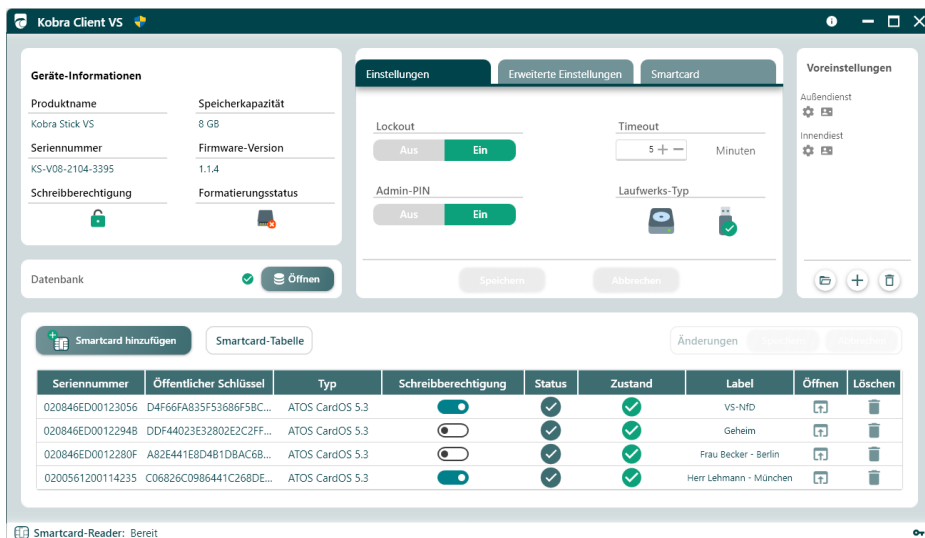 Kobra Client VS
Geräte-Informationen
Produktname
Speicherkapazität
Kobra Stick VS
8 GB
Seriennummer
Firmware-Version
KS-V08-2104-3395
1.1.4
Schreibberechtigung
Formatierungsstatus
Datenbank
Öffnen
Einstellungen
Erweiterte Einstellungen
Smartcard
Lockout
Aus Ein
Timeout
5 Minuten
Admin-PIN
Aus Ein
Laufwerks-Typ
Speichern
Abbrechen
Voreinstellungen
Außendienst
Innendiest
Smartcard hinzufügen
Smartcard-Tabelle
Änderungen
Seriennummer Öffentlicher Schlüssel Typ Schreibberechtigung Status Zustand Label Öffnen Löschen
020846ED00123056 D4F66FA835F53686F5BC... ATOS CardOS 5.3 VS-NfD
020846ED0012294B DDF44023E32802E2C2FF... ATOS CardOS 5.3 Geheim
020846ED0012280F A82E441E8D4B1DBAC6B... ATOS CardOS 5.3 Frau Becker - Berlin
0200561200114235 C06826C0986441C268DE... ATOS CardOS 5.3 Herr Lehmann - München
Smartcard-Reader: Bereit